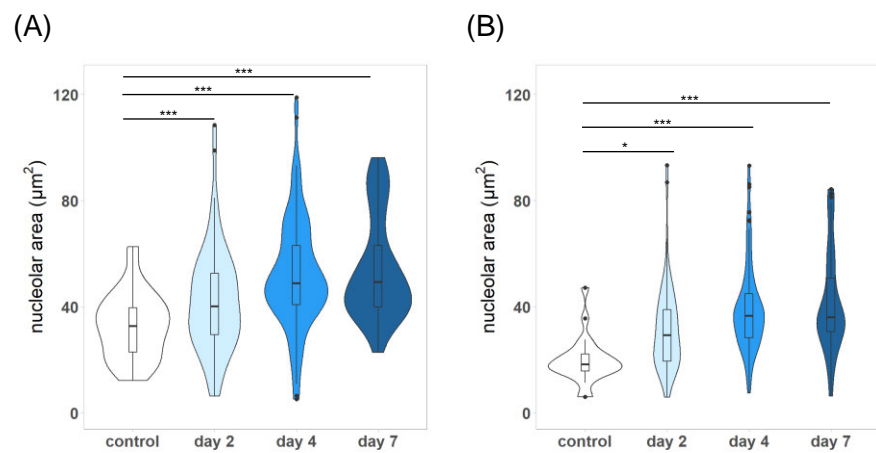 (A)
nucleolar area (μm²)
120
80
40
0
***
***
***
control day 2 day 4 day 7
(B)
nucleolar area (μm²)
120
80
40
0
***
***
*
control day 2 day 4 day 7